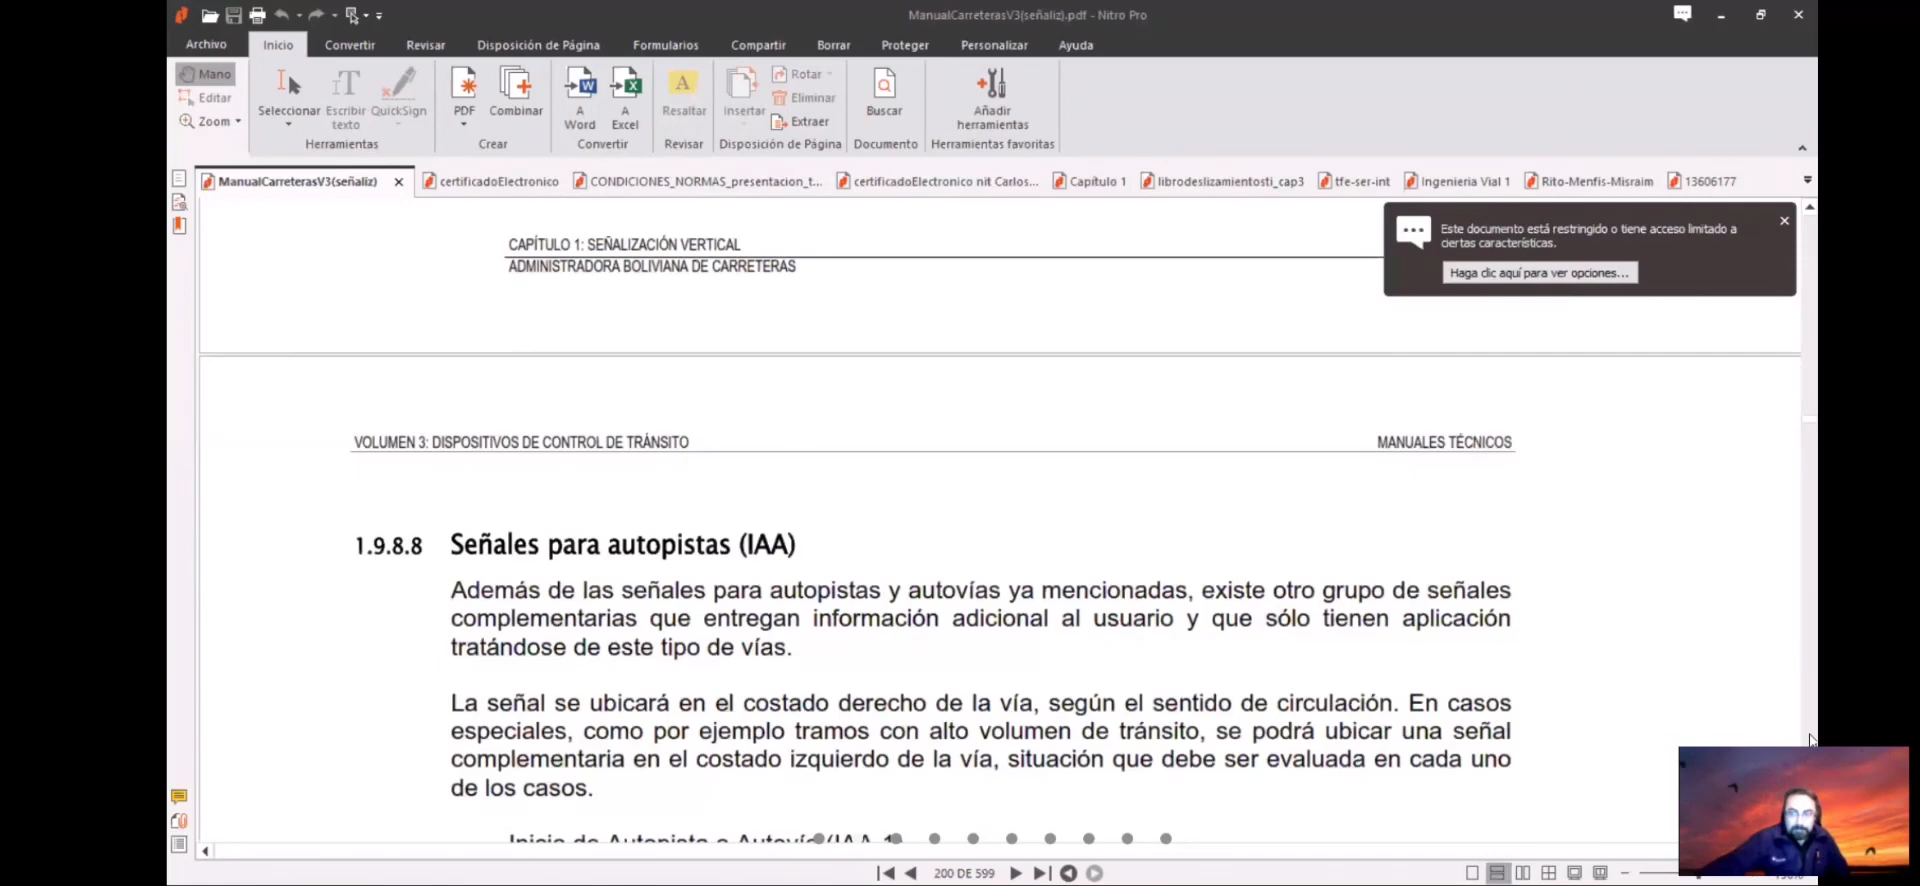 ManualCarreterasV3(señaliz).pdf - Nitro Pro
Archivo Inicio Convertir Revisar Disposición de Página Formularios Compartir Borrar Proteger Personalizar Ayuda
Mano
Editar
Zoom
Seleccionar
Escribir texto
QuickSign
Herramientas
PDF
Combinar
Crear
A Word
A Excel
Convertir
Resaltar
Revisar
Insertar
Rotar
Eliminar
Extraer
Disposición de Página
Buscar
Documento
Añadir herramientas
Herramientas favoritas
ManualCarreterasV3(señaliz) certificadoElectronico CONDICIONES_NORMAS_presentacion_t... certificadoElectronico nit Carlos... Capítulo 1 librodeslizamientosti_cap3 tfe-ser-int Ingenieria Vial 1 Rito-Menfis-Misraim 13606177
Este documento está restringido o tiene acceso limitado a
ciertas características.
Haga clic aquí para ver opciones...
CAPÍTULO 1: SEÑALIZACIÓN VERTICAL
ADMINISTRADORA BOLIVIANA DE CARRETERAS
VOLUMEN 3: DISPOSITIVOS DE CONTROL DE TRÁNSITO MANUALES TÉCNICOS
1.9.8.8 Señales para autopistas (IAA)
Además de las señales para autopistas y autovías ya mencionadas, existe otro grupo de señales
complementarias que entregan información adicional al usuario y que sólo tienen aplicación
tratándose de este tipo de vías.
La señal se ubicará en el costado derecho de la vía, según el sentido de circulación. En casos
especiales, como por ejemplo tramos con alto volumen de tránsito, se podrá ubicar una señal
complementaria en el costado izquierdo de la vía, situación que debe ser evaluada en cada uno
de los casos.
Inicio de Autopista o Autovía (IAA-1
200 DE 599